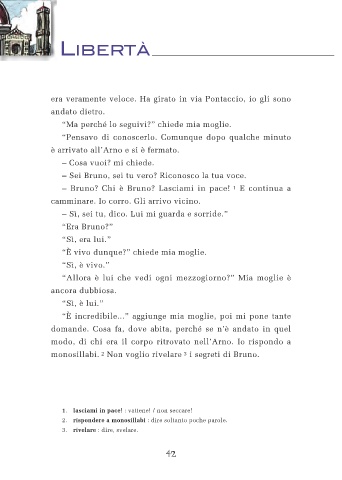 LIBERTÀ
era veramente veloce. Ha girato in via Pontaccio, io gli sono
andato dietro.
“Ma perché lo seguivi?” chiede mia moglie.
“Pensavo di conoscerlo. Comunque dopo qualche minuto
è arrivato all’Arno e si è fermato.
– Cosa vuoi? mi chiede.
– Sei Bruno, sei tu vero? Riconosco la tua voce.
– Bruno? Chi è Bruno? Lasciami in pace! 1 E continua a
camminare. Io corro. Gli arrivo vicino.
– Sì, sei tu, dico. Lui mi guarda e sorride.”
“Era Bruno?”
“Sì, era lui.”
“È vivo dunque?” chiede mia moglie.
“Sì, è vivo.”
“Allora è lui che vedi ogni mezzogiorno?” Mia moglie è
ancora dubbiosa.
“Sì, è lui.”
“È incredibile...” aggiunge mia moglie, poi mi pone tante
domande. Cosa fa, dove abita, perché se n’è andato in quel
modo, di chi era il corpo ritrovato nell’Arno. Io rispondo a
monosillabi. 2 Non voglio rivelare 3 i segreti di Bruno.
1. lasciami in pace! : vattene! / non seccare!
2. rispondere a monosillabi : dire soltanto poche parole.
3. rivelare : dire, svelare.
42